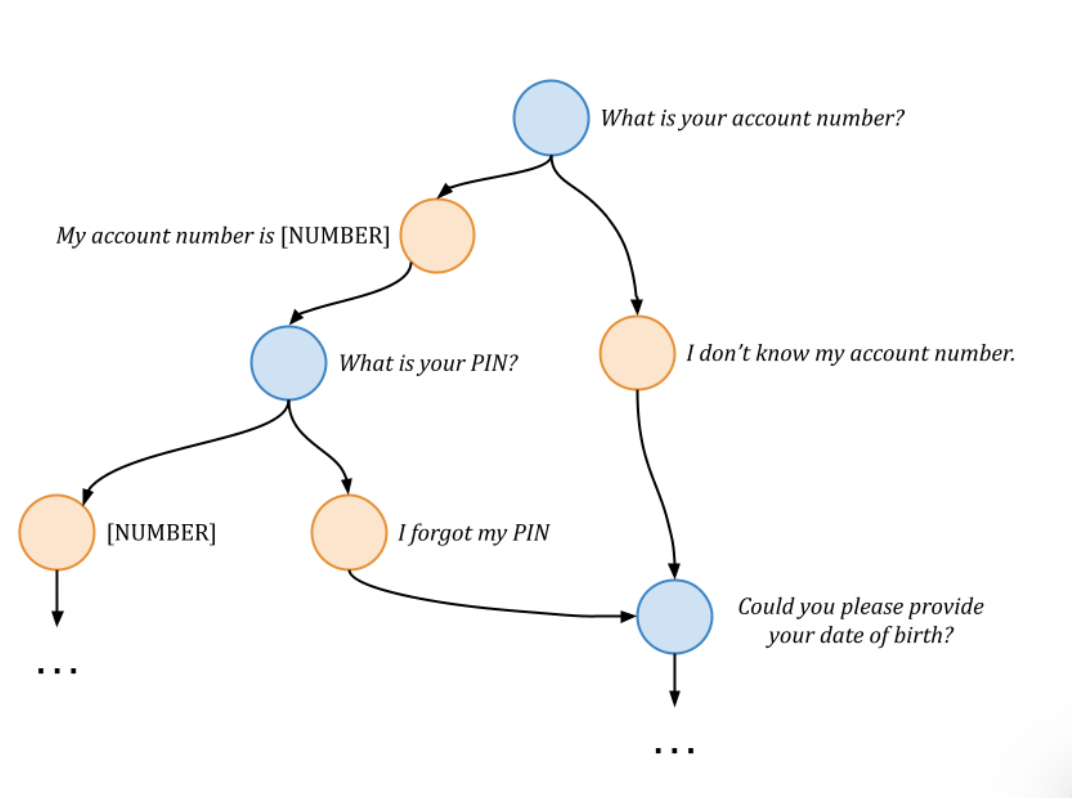 What is your account number?
My account number is [NUMBER]
I don’t know my account number.
What is your PIN?
[NUMBER]
I forgot my PIN
Could you please provide
your date of birth?
...
...